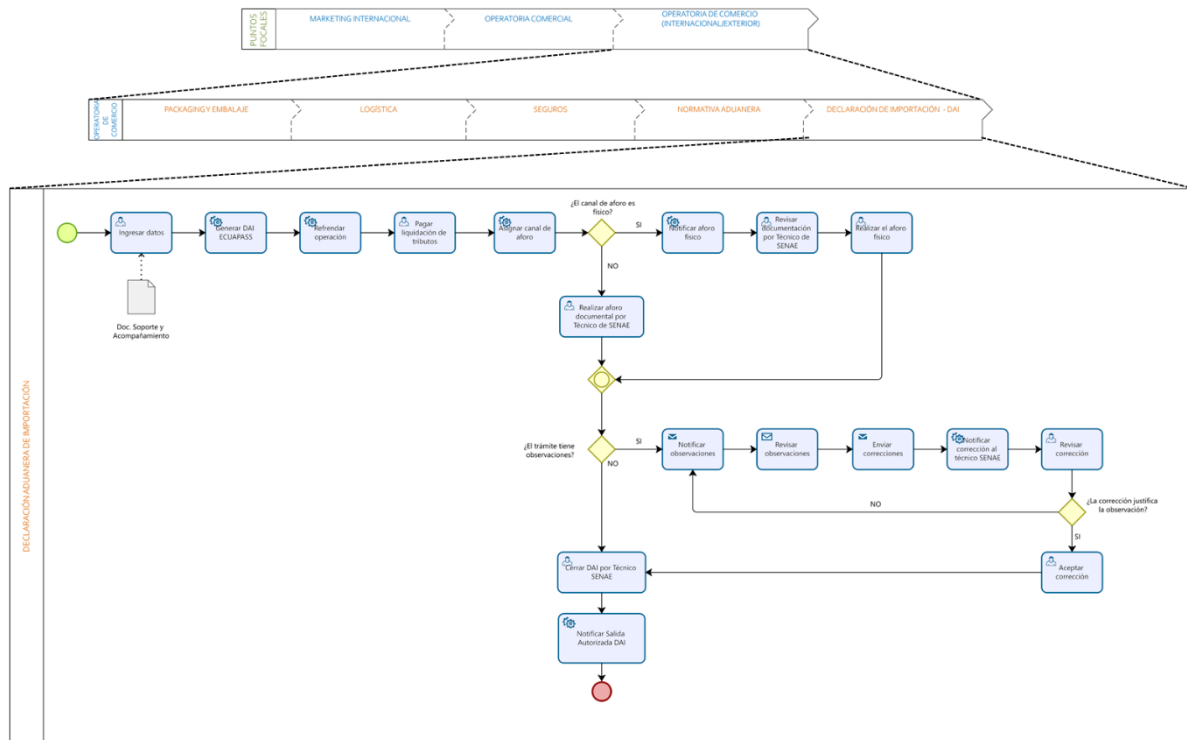 PUNTOS
FOCALES
MARKETING INTERNACIONAL
OPERATORIA COMERCIAL
OPERATORIA DE COMERCIO
(INTERNACIONAL/EXTERIOR)
OPERATORIA
DE
COMERCIO
PACKAGING Y EMBALAJE
LOGÍSTICA
SEGUROS
NORMATIVA ADUANERA
DECLARACIÓN DE IMPORTACIÓN - DAI
DECLARACIÓN ADUANERA DE IMPORTACIÓN
Ingresar datos
Generar DAI
ECUAPASS
Refrendar
operación
Pagar
liquidación de
tributos
Asignar canal de
aforo
¿El canal de aforo es
físico?
SI
Notificar aforo
físico
Revisar
documentación
por Técnico de
SENAE
Realizar el aforo
físico
NO
Doc. Soporte y
Acompañamiento
Realizar aforo
documental por
Técnico de SENAE
¿El trámite tiene
observaciones?
SI
NO
Notificar
observaciones
Revisar
observaciones
Enviar
correcciones
Notificar
corrección al
técnico SENAE
Revisar
corrección
NO
¿La corrección justifica
la observación?
SI
Cerrar DAI por Técnico
SENAE
Aceptar
corrección
Notificar Salida
Autorizada DAI